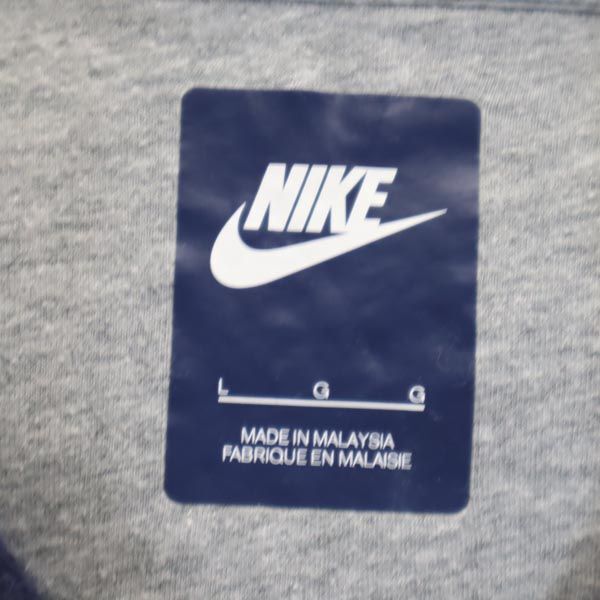 NIKE
L G G
MADE IN MALAYSIA
FABRIQUE EN MALAISIE